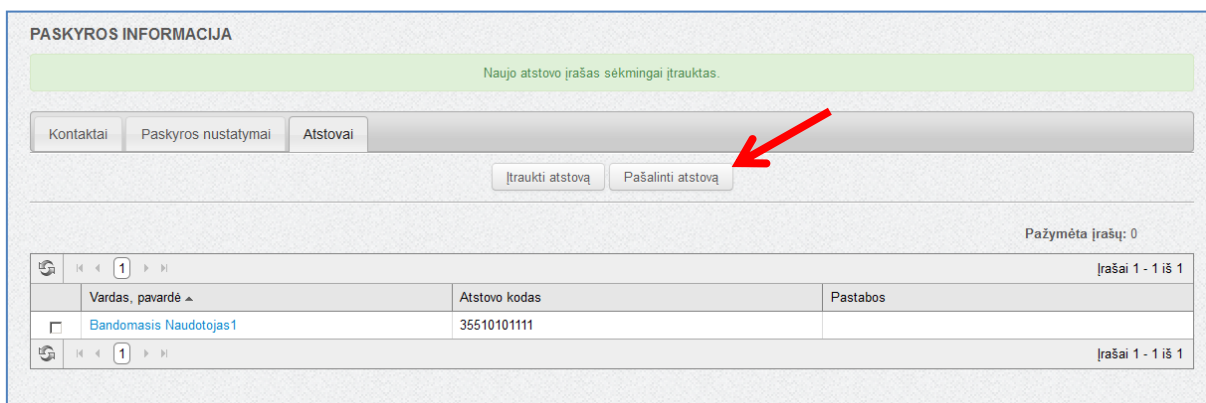 PASKYROS INFORMACIJA
Naujo atstovo įrašas sėkmingai įtrauktas.
Kontaktai Paskyros nustatymai Atstovai
Įtraukti atstovą Pašalinti atstovą
Pažymėta įrašų: 0
1 Įrašai 1 - 1 iš 1
Vardas, pavardė Atstovo kodas Pastabos
Bandomasis Naudotojas1 35510101111
1 Įrašai 1 - 1 iš 1